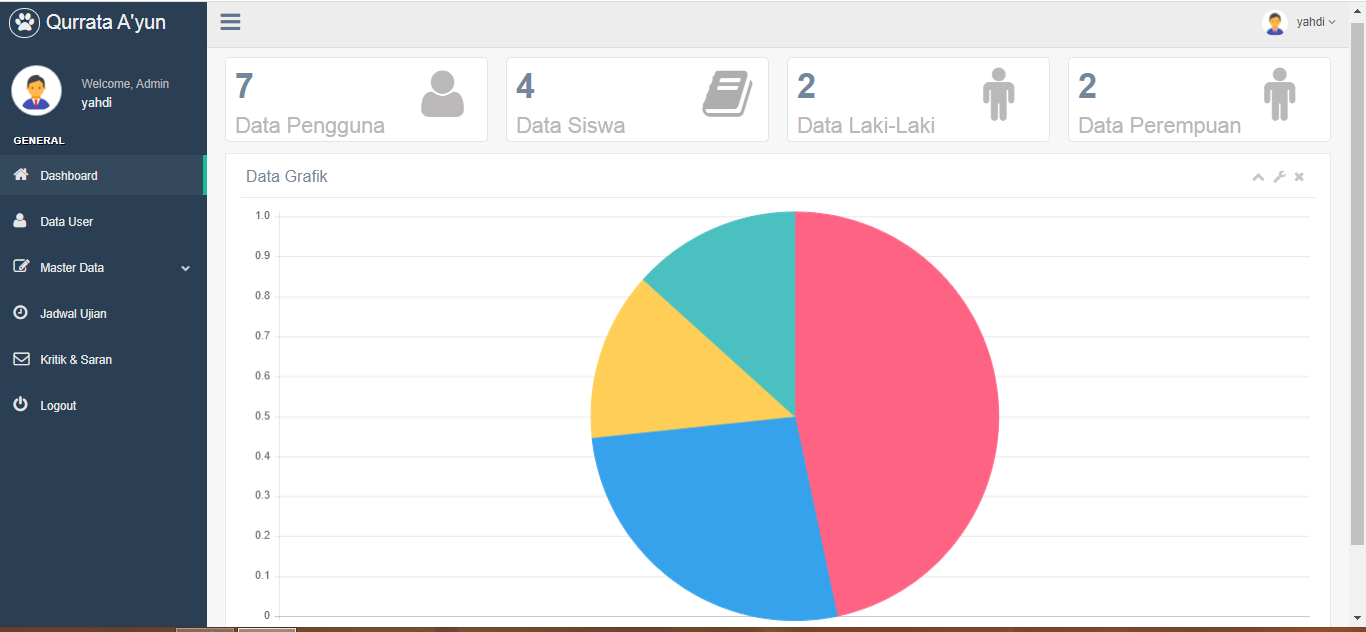 Qurrata A'yun
yahdi
Welcome, Admin
yahdi
GENERAL
Dashboard
Data User
Master Data
Jadwal Ujian
Kritik & Saran
Logout
7
Data Pengguna
4
Data Siswa
2
Data Laki-Laki
2
Data Perempuan
Data Grafik
1.0
0.9
0.8
0.7
0.6
0.5
0.4
0.3
0.2
0.1
0